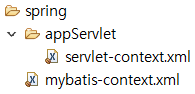 spring
appServlet
servlet-context.xml
mybatis-context.xml